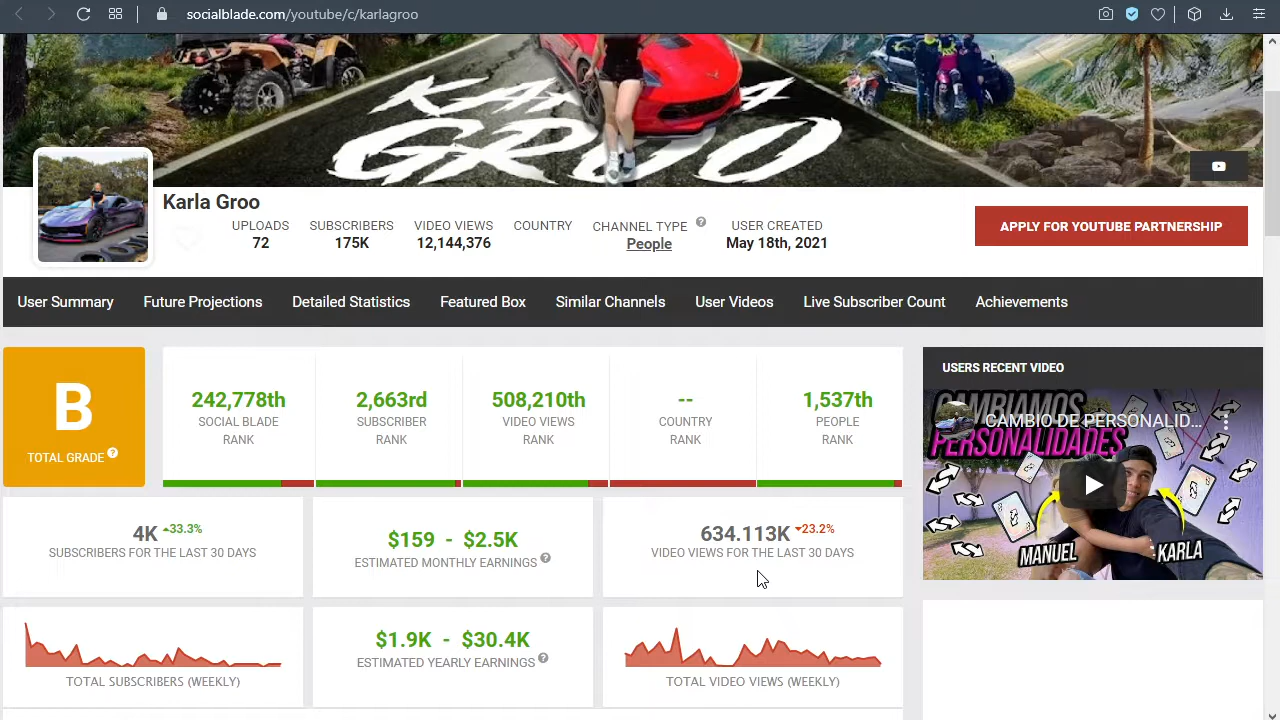 socialblade.com/youtube/c/karlagroo
KARLA
GROO
Karla Groo
UPLOADS
72
SUBSCRIBERS
175K
VIDEO VIEWS
12,144,376
COUNTRY
CHANNEL TYPE ?
People
USER CREATED
May 18th, 2021
APPLY FOR YOUTUBE PARTNERSHIP
User Summary
Future Projections
Detailed Statistics
Featured Box
Similar Channels
User Videos
Live Subscriber Count
Achievements
B
TOTAL GRADE ?
242,778th
SOCIAL BLADE
RANK
2,663rd
SUBSCRIBER
RANK
508,210th
VIDEO VIEWS
RANK
--
COUNTRY
RANK
1,537th
PEOPLE
RANK
USERS RECENT VIDEO
CAMBIO DE PERSONALID...
CAMBIAMOS
PERSONALIDADES
MANUEL
KARLA
4K 33.3%
SUBSCRIBERS FOR THE LAST 30 DAYS
$159 - $2.5K
ESTIMATED MONTHLY EARNINGS ?
634.113K 23.2%
VIDEO VIEWS FOR THE LAST 30 DAYS
TOTAL SUBSCRIBERS (WEEKLY)
$1.9K - $30.4K
ESTIMATED YEARLY EARNINGS ?
TOTAL VIDEO VIEWS (WEEKLY)